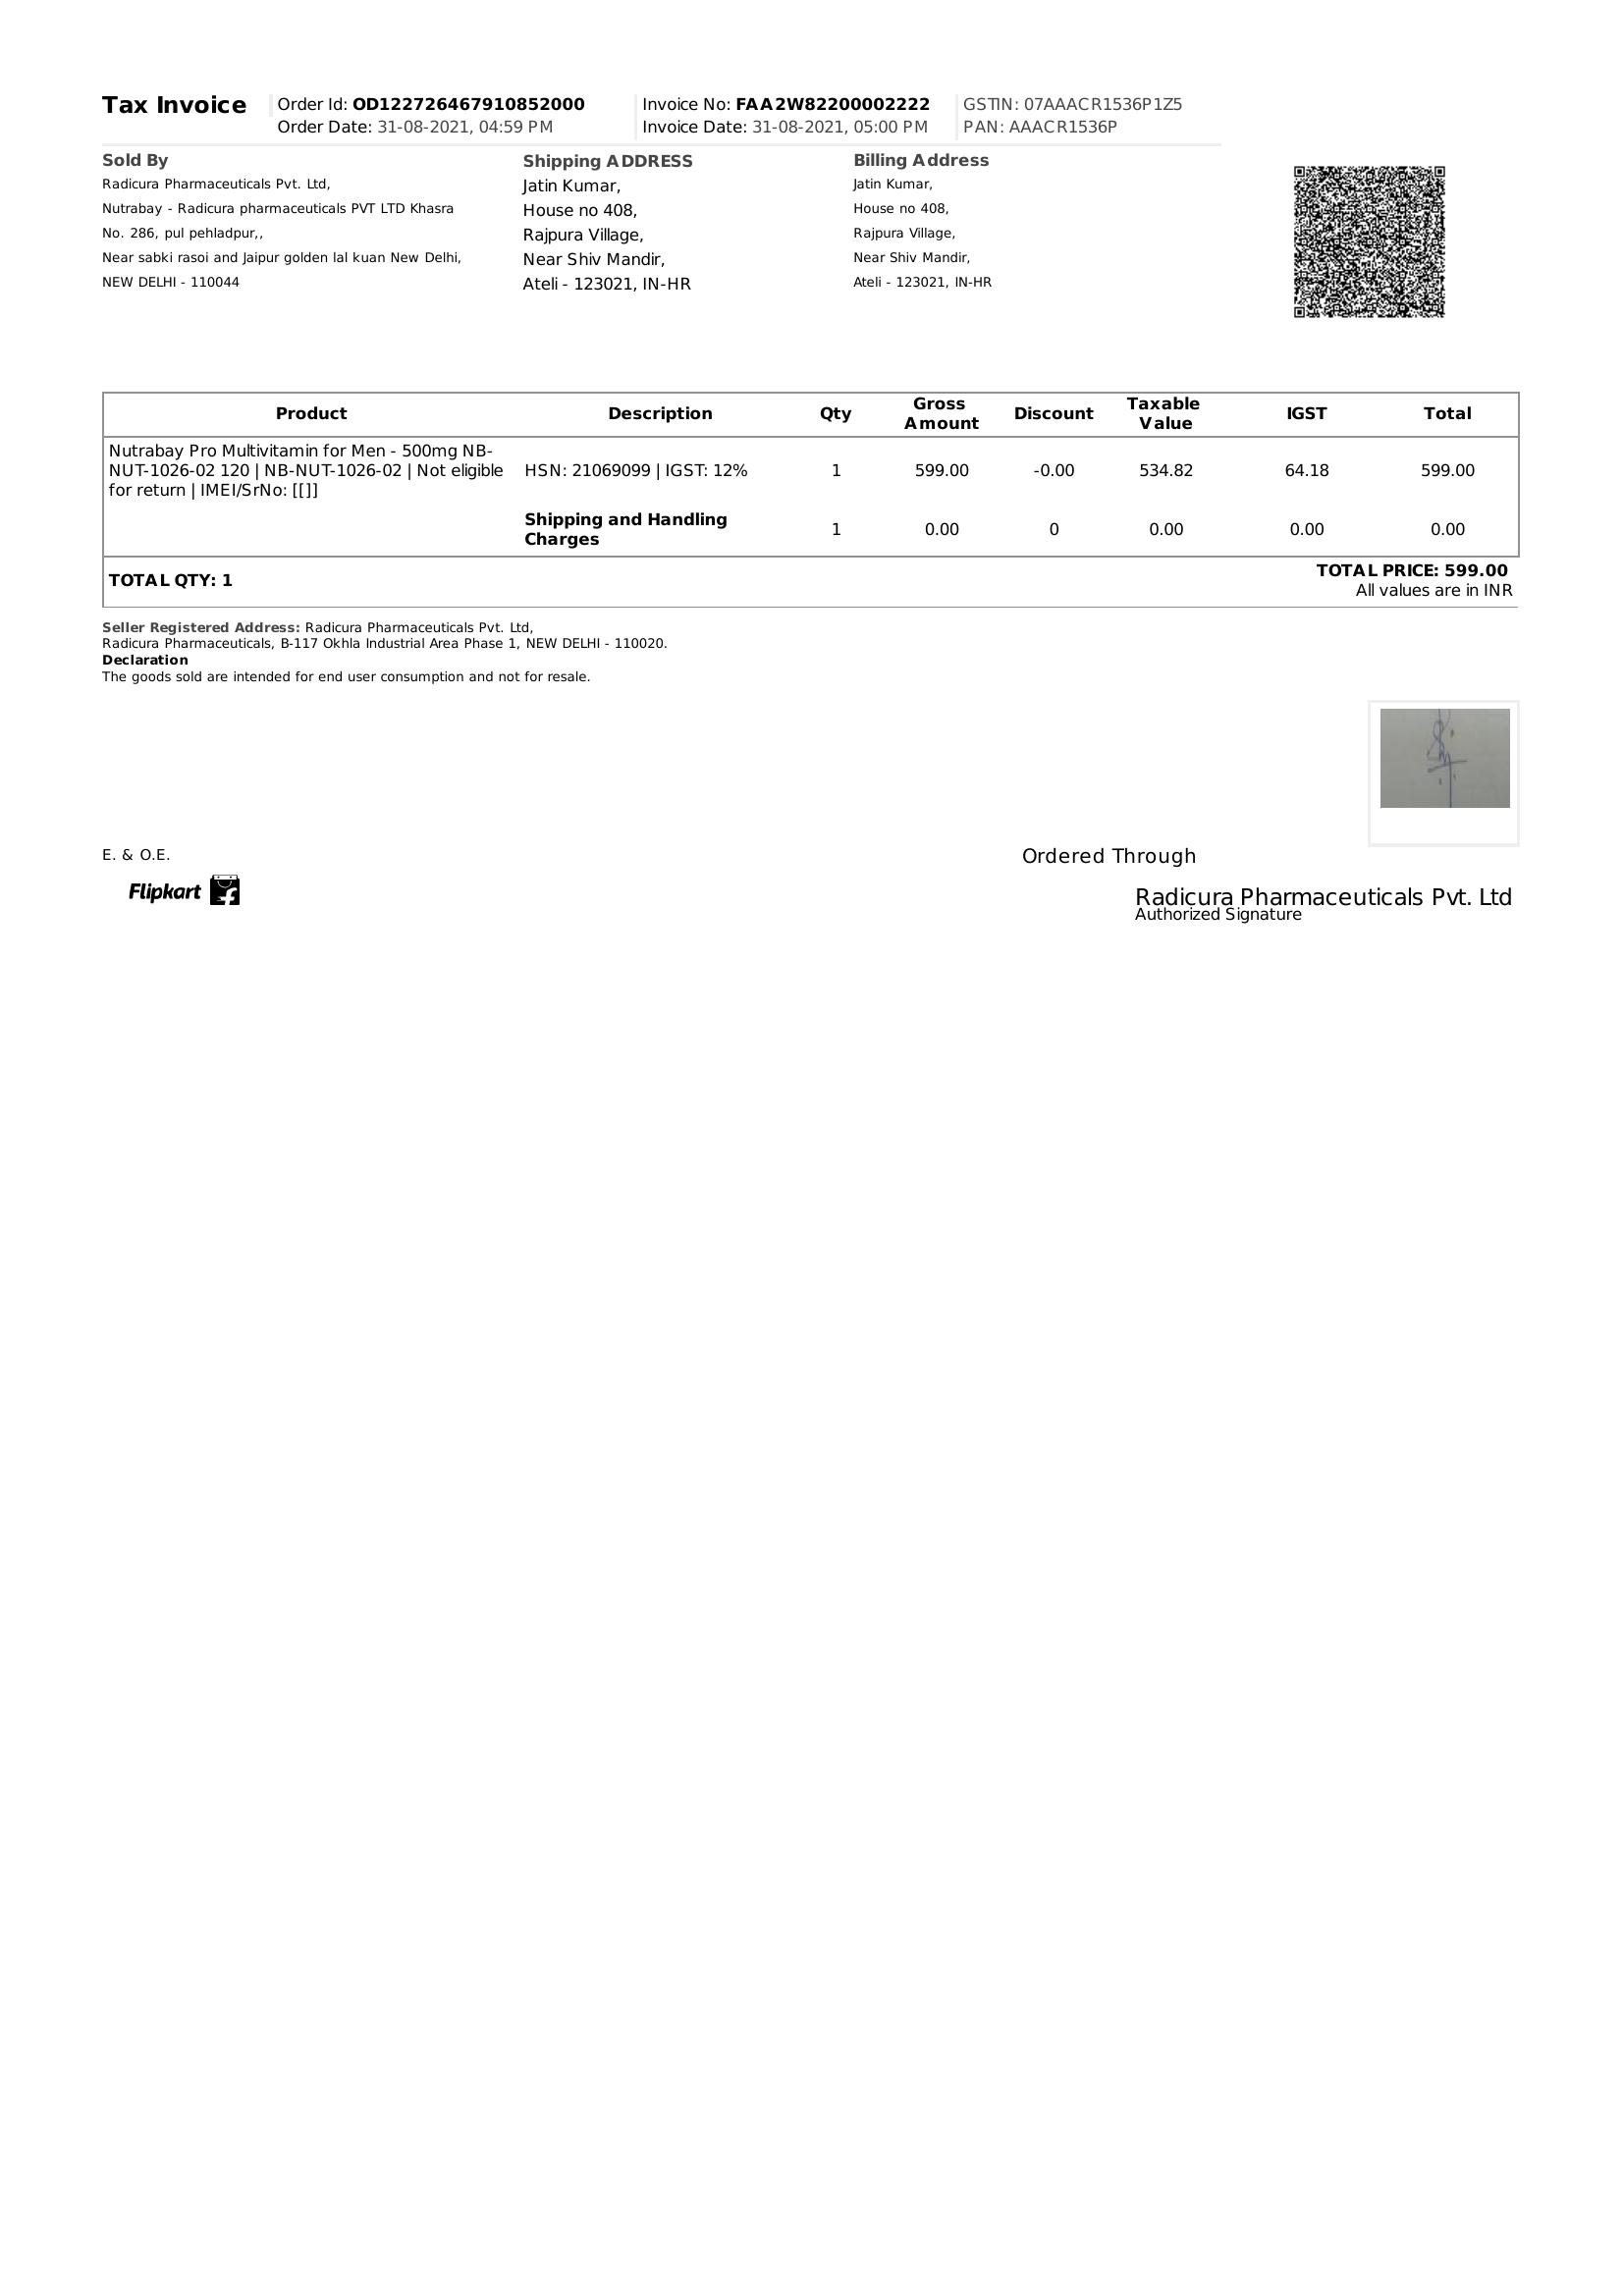 Tax Invoice
Order Id: OD122726467910852000
Order Date: 31-08-2021, 04:59 PM
Invoice No: FAA2W82200002222
Invoice Date: 31-08-2021, 05:00 PM
GSTIN: 07AAACR1536P1Z5
PAN: AAACR1536P
Sold By
Radicura Pharmaceuticals Pvt. Ltd,
Nutrabay - Radicura pharmaceuticals PVT LTD Khasra
No. 286, pul pehladpur,,
Near sabki rasoi and Jaipur golden lal kuan New Delhi,
NEW DELHI - 110044
Shipping ADDRESS
Jatin Kumar,
House no 408,
Rajpura Village,
Near Shiv Mandir,
Ateli - 123021, IN-HR
Billing Address
Jatin Kumar,
House no 408,
Rajpura Village,
Near Shiv Mandir,
Ateli - 123021, IN-HR
Product Description Qty Gross Amount Discount Taxable Value IGST Total
Nutrabay Pro Multivitamin for Men - 500mg NB-
NUT-1026-02 120 | NB-NUT-1026-02 | Not eligible
for return | IMEI/SrNo: [[]]
HSN: 21069099 | IGST: 12% 1 599.00 -0.00 534.82 64.18 599.00
Shipping and Handling
Charges
1 0.00 0 0.00 0.00 0.00
TOTAL QTY: 1
TOTAL PRICE: 599.00
All values are in INR
Seller Registered Address: Radicura Pharmaceuticals Pvt. Ltd,
Radicura Pharmaceuticals, B-117 Okhla Industrial Area Phase 1, NEW DELHI - 110020.
Declaration
The goods sold are intended for end user consumption and not for resale.
E. & O.E.
Ordered Through
Flipkart
Radicura Pharmaceuticals Pvt. Ltd
Authorized Signature